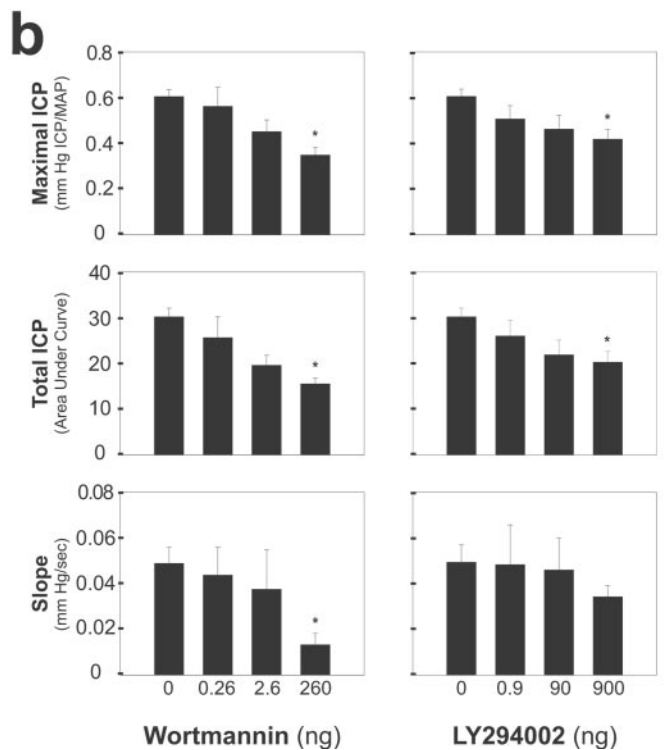 b
Maximal ICP
(mm Hg ICP/MAP)
0.8
0.6
0.4
0.2
0
*
*
Total ICP
(Area Under Curve)
40
30
20
10
0
*
*
Slope
(mm Hg/sec)
0.08
0.06
0.04
0.02
0
*
0 0.26 2.6 260
0 0.9 90 900
Wortmannin (ng)
LY294002 (ng)